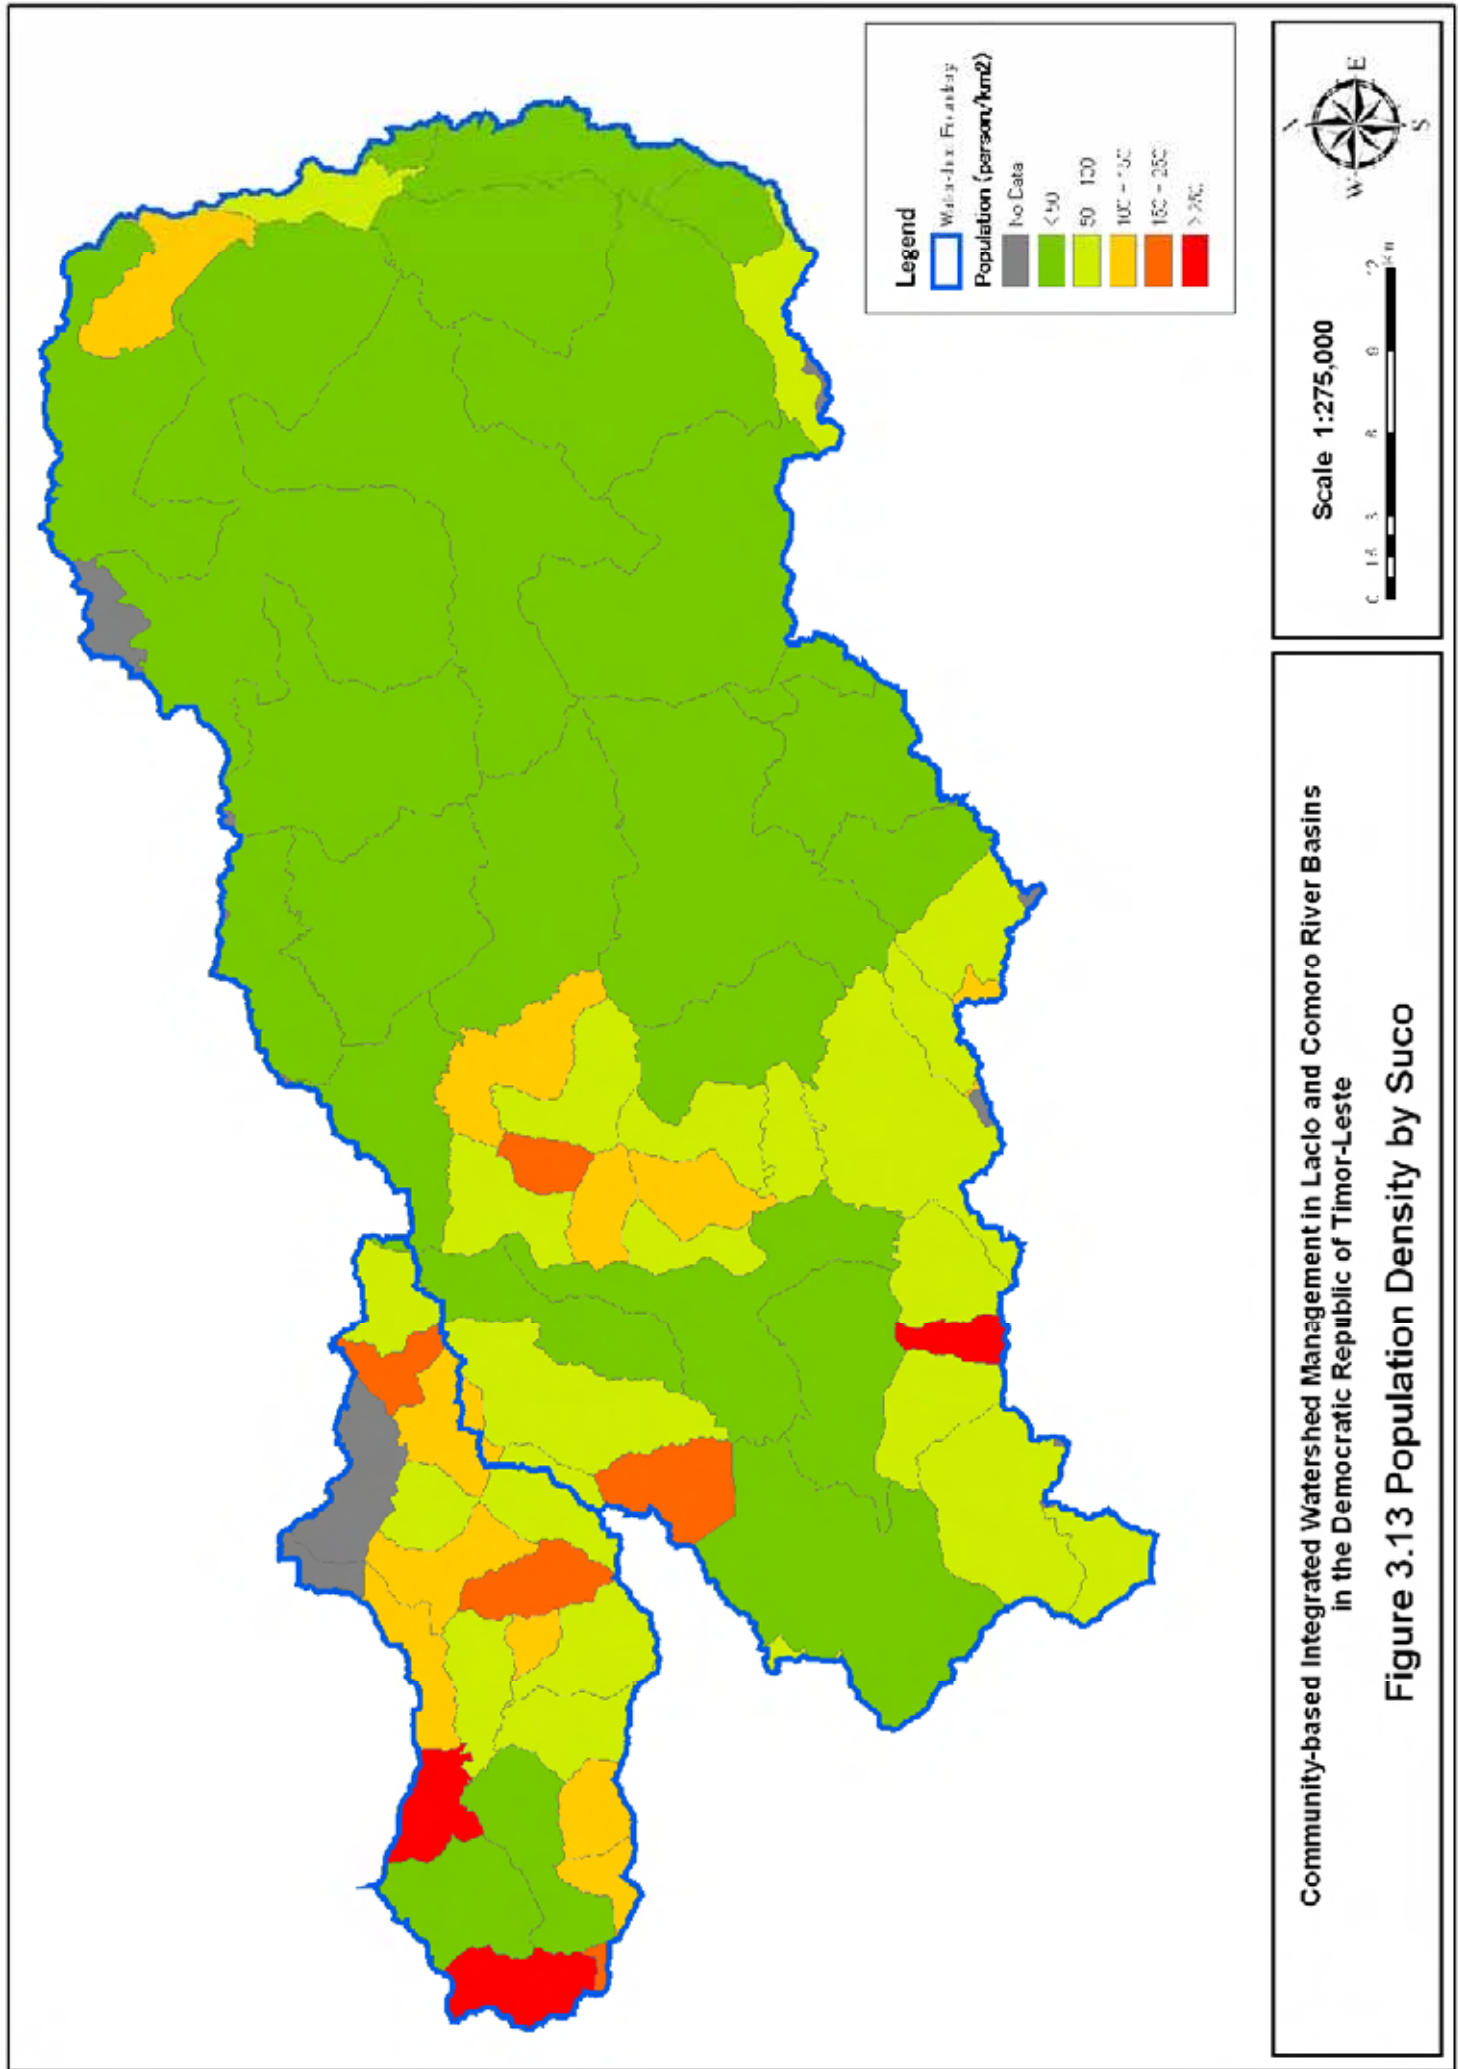 Legend
Population (person/km2)
No Data
< 50
50 - 100
> 250
N
W
E
S
Scale 1:275,000
Community-based Integrated Watershed Management in Laclo and Comoro River Basins
in the Democratic Republic of Timor-Leste
Figure 3.13 Population Density by Suco